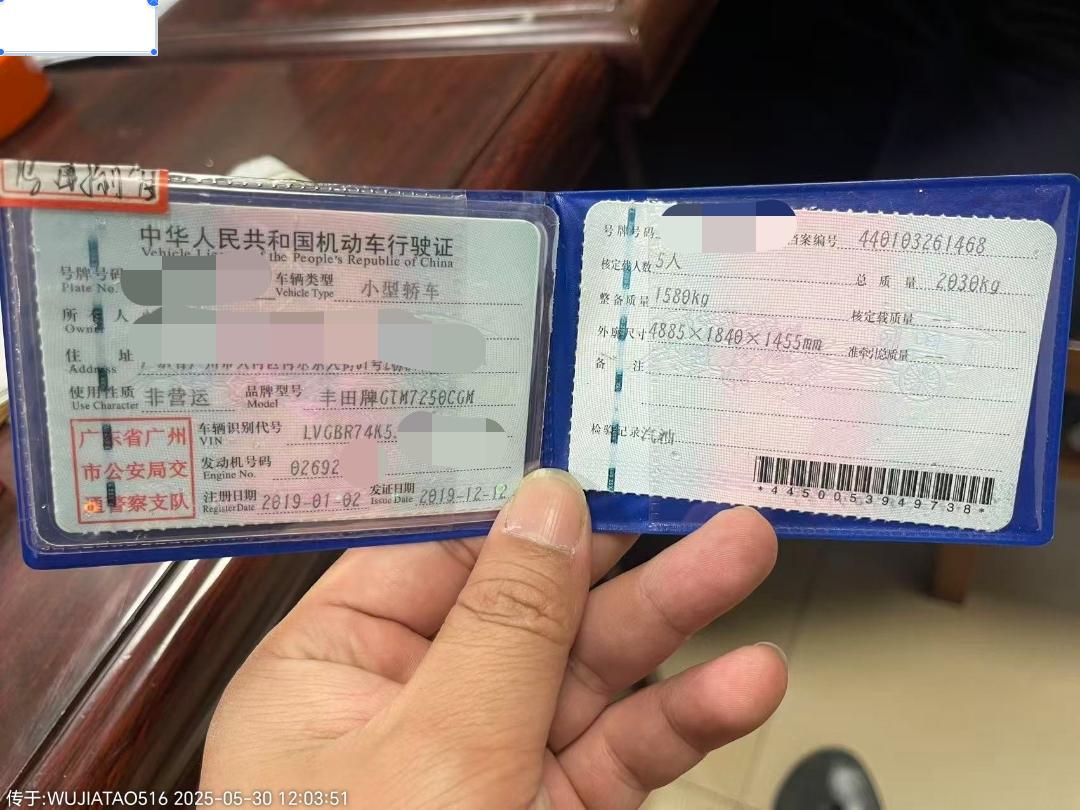 中华人民共和国机动车行驶证
Vehicle the People's Republic of China
号牌号码
Plate No.
车辆类型 小型轿车
Vehicle Type
所有人
Owner
住址
Address
使用性质 非营运 品牌型号 丰田牌GTM7250CGM
Use Character Model
广东省广州
市公安局交
通警察支队
车辆识别代号 LVGBR74K5
VIN
发动机号码 02692
Engine No.
注册日期 2019-01-02 发证日期 2019-12-12
Register Date Issue Date
号牌号码 档案编号 440103261468
核定载人数 5人 总质量 2030kg
整备质量 1580kg 核定载质量
外廓尺寸 4885×1840×1455mm 准牵引总质量
备注
检验记录 汽油
*4450053949738*
传于:WUJIATAO516 2025-05-30 12:03:51